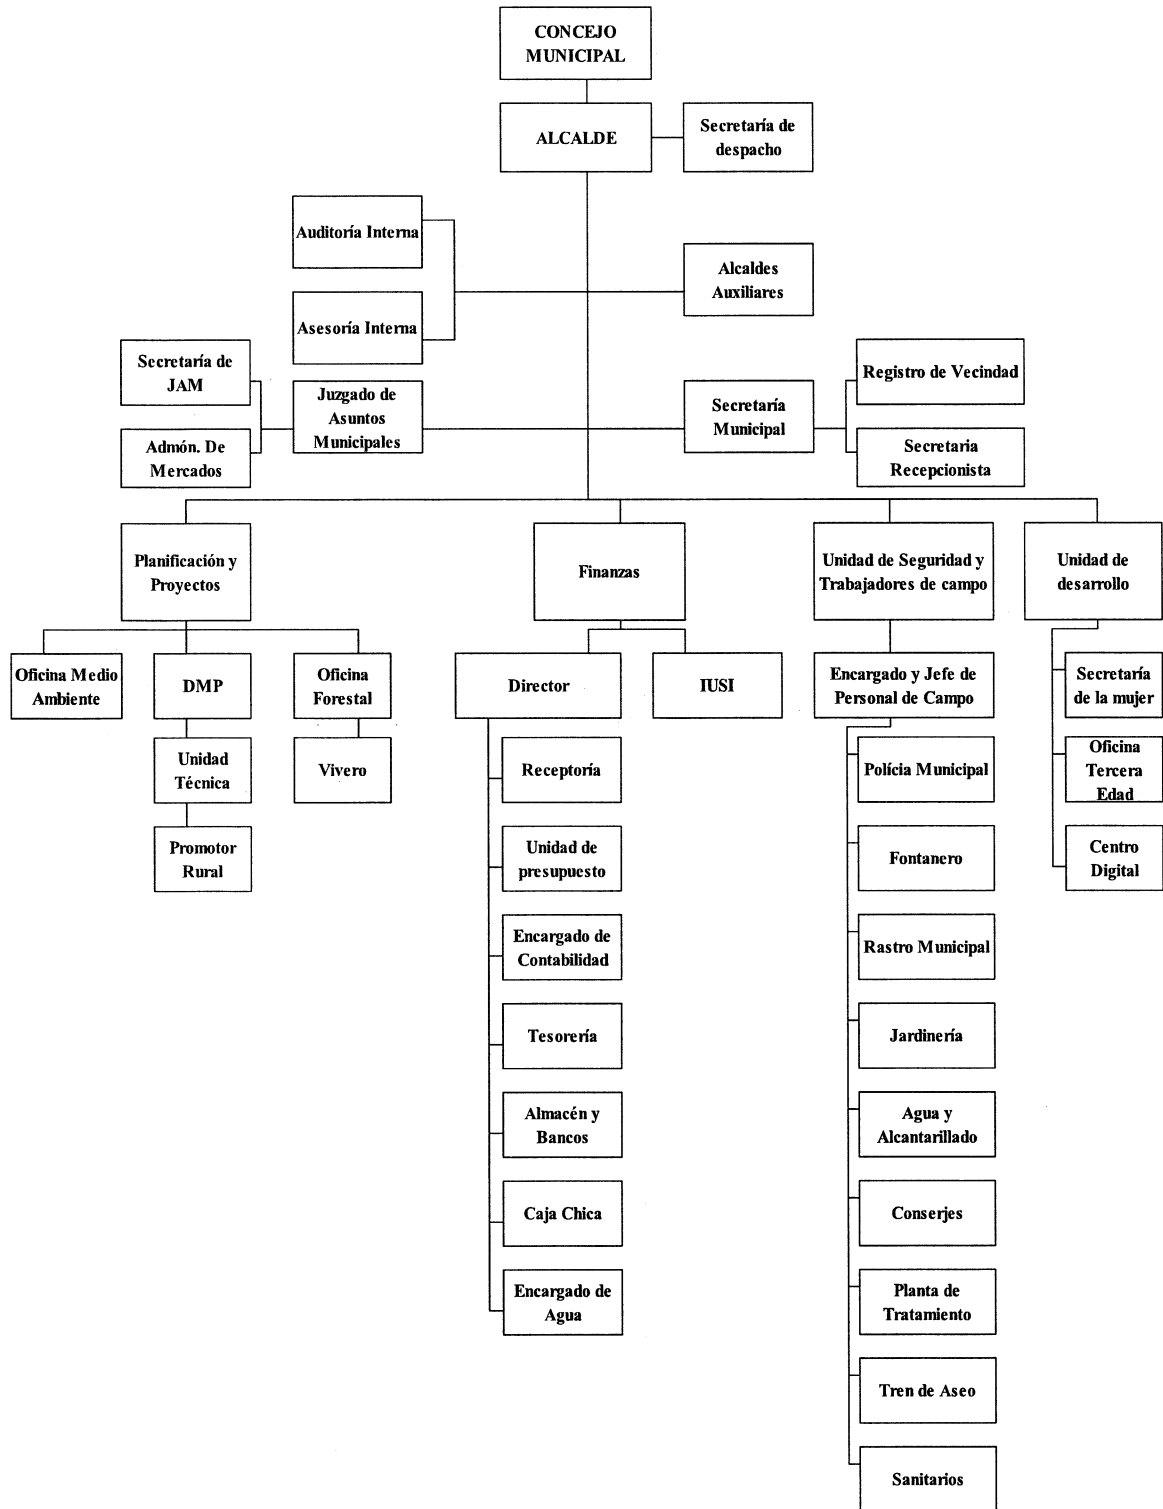 CONCEJO
MUNICIPAL
ALCALDE
Secretaría de
despacho
Auditoría Interna
Alcaldes
Auxiliares
Asesoría Interna
Secretaría de
JAM
Juzgado de
Asuntos
Municipales
Secretaría
Municipal
Registro de Vecindad
Admón. De
Mercados
Secretaria
Recepcionista
Planificación y
Proyectos
Finanzas
Unidad de Seguridad y
Trabajadores de campo
Unidad de
desarrollo
Oficina Medio
Ambiente
DMP
Oficina
Forestal
Director
IUSI
Encargado y Jefe de
Personal de Campo
Secretaría
de la mujer
Unidad
Técnica
Vivero
Receptoría
Polícia Municipal
Oficina
Tercera
Edad
Promotor
Rural
Unidad de
presupuesto
Fontanero
Centro
Digital
Encargado de
Contabilidad
Rastro Municipal
Tesorería
Jardinería
Almacén y
Bancos
Agua y
Alcantarillado
Caja Chica
Conserjes
Encargado de
Agua
Planta de
Tratamiento
Tren de Aseo
Sanitarios